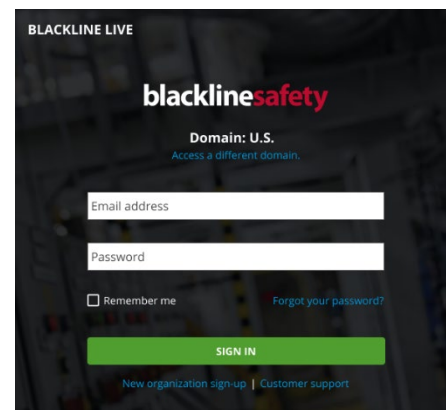 BLACKLINE LIVE
blacklinesafety
Domain: U.S.
Access a different domain.
Email address
Password
Remember me Forgot your password?
SIGN IN
New organization sign-up | Customer support